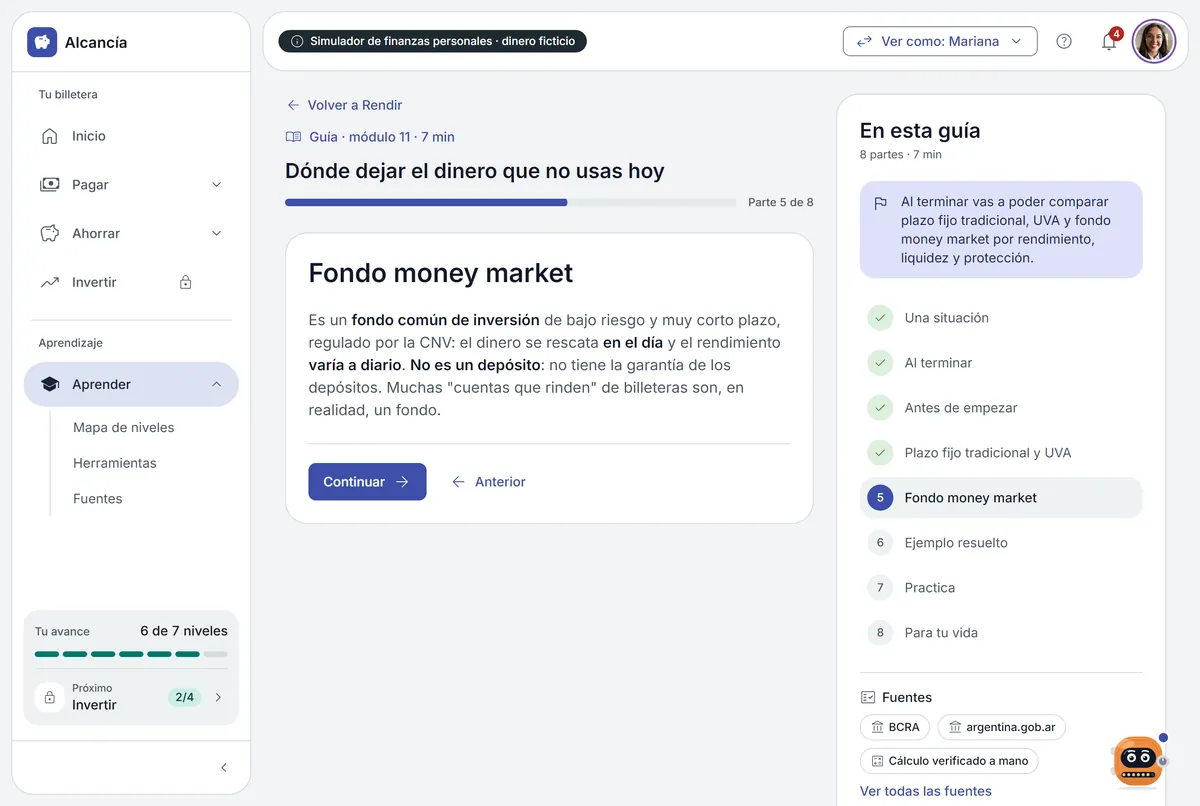 Alcancía
Tu billetera
Inicio
Pagar
Ahorrar
Invertir
Aprendizaje
Aprender
Mapa de niveles
Herramientas
Fuentes
Tu avance
6 de 7 niveles
Próximo
Invertir
2/4
Simulador de finanzas personales · dinero ficticio
Ver como: Mariana
4
Volver a Rendir
Guía · módulo 11 · 7 min
Dónde dejar el dinero que no usas hoy
Parte 5 de 8
Fondo money market
Es un fondo común de inversión de bajo riesgo y muy corto plazo,
regulado por la CNV: el dinero se rescata en el día y el rendimiento
varía a diario. No es un depósito: no tiene la garantía de los
depósitos. Muchas "cuentas que rinden" de billeteras son, en
realidad, un fondo.
Continuar
Anterior
En esta guía
8 partes · 7 min
Al terminar vas a poder comparar
plazo fijo tradicional, UVA y fondo
money market por rendimiento,
liquidez y protección.
Una situación
Al terminar
Antes de empezar
Plazo fijo tradicional y UVA
5 Fondo money market
6 Ejemplo resuelto
7 Practica
8 Para tu vida
Fuentes
BCRA
argentina.gob.ar
Cálculo verificado a mano
Ver todas las fuentes